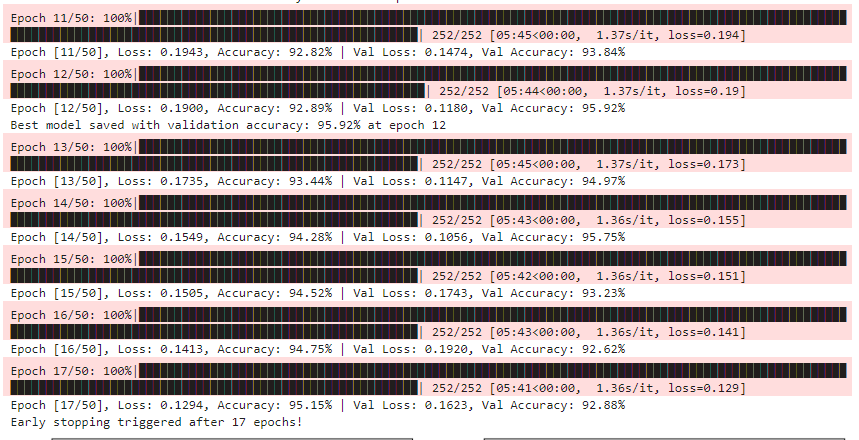 Epoch 11/50: 100%|
| 252/252 [05:45<00:00,  1.37s/it, loss=0.194]
Epoch [11/50], Loss: 0.1943, Accuracy: 92.82% | Val Loss: 0.1474, Val Accuracy: 93.84%
Epoch 12/50: 100%|
| 252/252 [05:44<00:00,  1.37s/it, loss=0.19]
Epoch [12/50], Loss: 0.1900, Accuracy: 92.89% | Val Loss: 0.1180, Val Accuracy: 95.92%
Best model saved with validation accuracy: 95.92% at epoch 12
Epoch 13/50: 100%|
| 252/252 [05:45<00:00,  1.37s/it, loss=0.173]
Epoch [13/50], Loss: 0.1735, Accuracy: 93.44% | Val Loss: 0.1147, Val Accuracy: 94.97%
Epoch 14/50: 100%|
| 252/252 [05:43<00:00,  1.36s/it, loss=0.155]
Epoch [14/50], Loss: 0.1549, Accuracy: 94.28% | Val Loss: 0.1056, Val Accuracy: 95.75%
Epoch 15/50: 100%|
| 252/252 [05:42<00:00,  1.36s/it, loss=0.151]
Epoch [15/50], Loss: 0.1505, Accuracy: 94.52% | Val Loss: 0.1743, Val Accuracy: 93.23%
Epoch 16/50: 100%|
| 252/252 [05:43<00:00,  1.36s/it, loss=0.141]
Epoch [16/50], Loss: 0.1413, Accuracy: 94.75% | Val Loss: 0.1920, Val Accuracy: 92.62%
Epoch 17/50: 100%|
| 252/252 [05:41<00:00,  1.36s/it, loss=0.129]
Epoch [17/50], Loss: 0.1294, Accuracy: 95.15% | Val Loss: 0.1623, Val Accuracy: 92.88%
Early stopping triggered after 17 epochs!